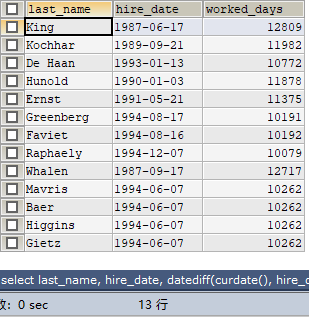 last_name hire_date worked_days
King 1987-06-17 12809
Kochhar 1989-09-21 11982
De Haan 1993-01-13 10772
Hunold 1990-01-03 11878
Ernst 1991-05-21 11375
Greenberg 1994-08-17 10191
Faviet 1994-08-16 10192
Raphaely 1994-12-07 10079
Whalen 1987-09-17 12717
Mavris 1994-06-07 10262
Baer 1994-06-07 10262
Higgins 1994-06-07 10262
Gietz 1994-06-07 10262
select last_name, hire_date, datediff(curdate(), hire_d
: 0 sec 13 行